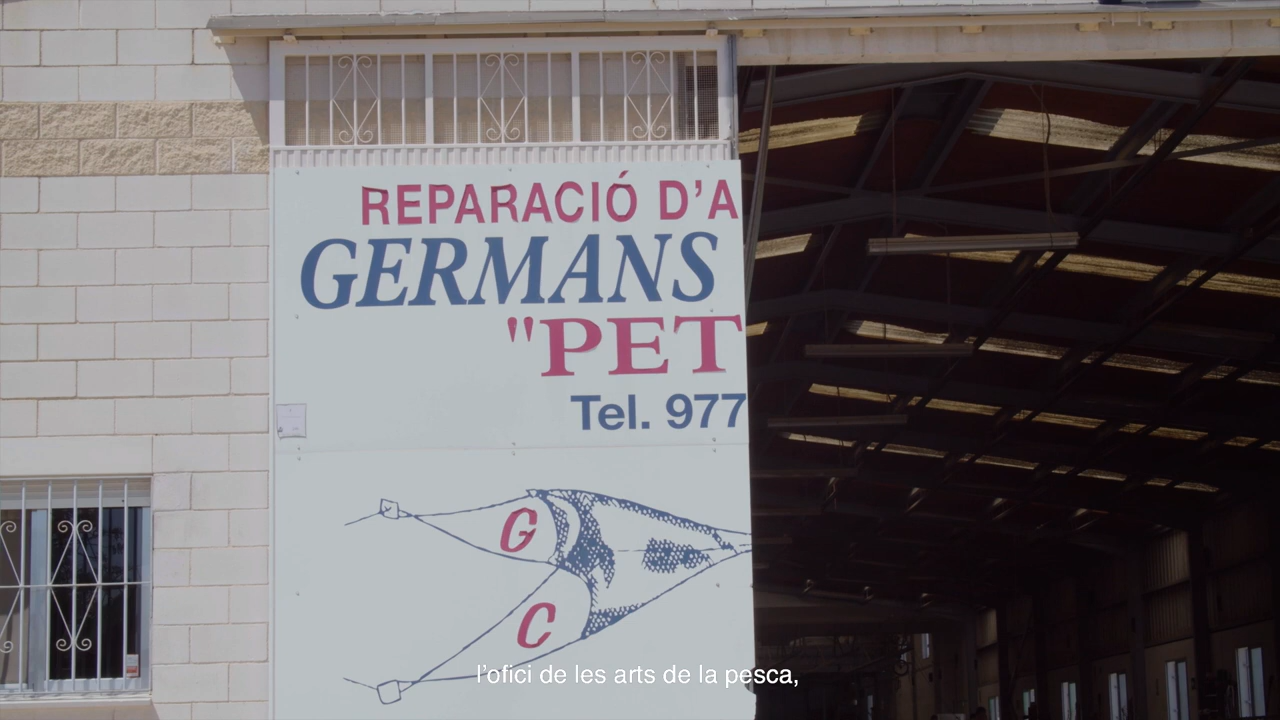 REPARACIÓ D'A
GERMANS
"PET
Tel. 977
G
C
l'ofici de les arts de la pesca,